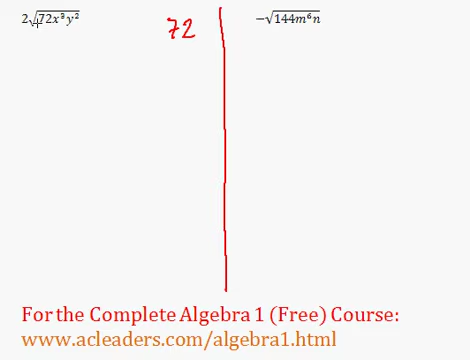 2√72x³y²
72
−√144m⁶n
For the Complete Algebra 1 (Free) Course:
www.acleaders.com/algebra1.html